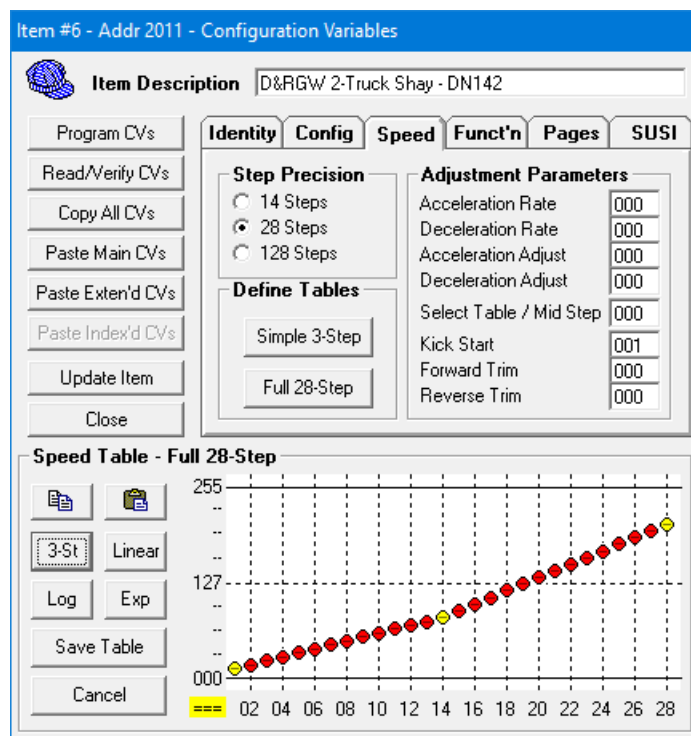 Item #6 - Addr 2011 - Configuration Variables
Item Description D&RGW 2-Truck Shay - DN142
Program CVs
Read/Verify CVs
Copy All CVs
Paste Main CVs
Paste Exten'd CVs
Paste Index'd CVs
Update Item
Close
Identity Config Speed Funct'n Pages SUSI
Step Precision
14 Steps
28 Steps
128 Steps
Define Tables
Simple 3-Step
Full 28-Step
Adjustment Parameters
Acceleration Rate 000
Deceleration Rate 000
Acceleration Adjust 000
Deceleration Adjust 000
Select Table / Mid Step 000
Kick Start 001
Forward Trim 000
Reverse Trim 000
Speed Table - Full 28-Step
3-St Linear
Log Exp
Save Table
Cancel
255
--
--
--
127
--
--
--
000
=== 02 04 06 08 10 12 14 16 18 20 22 24 26 28